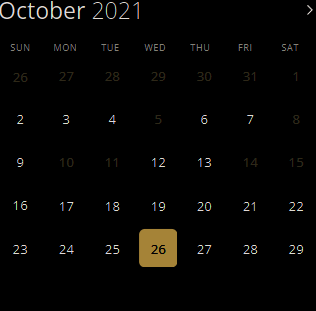 October 2021
SUN MON TUE WED THU FRI SAT
26 27 28 29 30 31 1
2 3 4 5 6 7 8
9 10 11 12 13 14 15
16 17 18 19 20 21 22
23 24 25 26 27 28 29